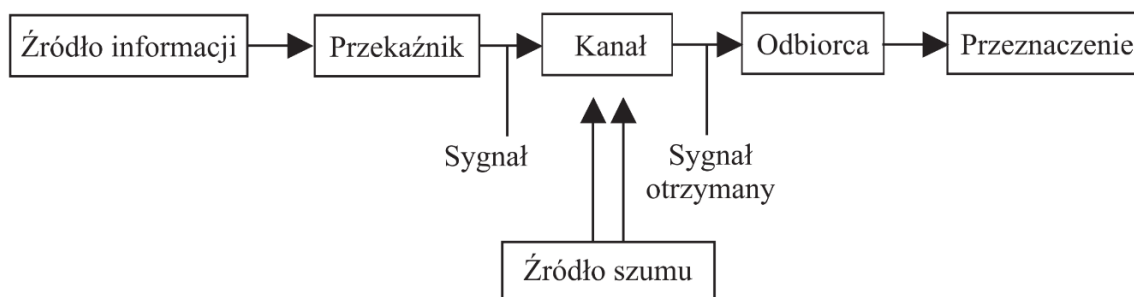 Źródło informacji
Przekaźnik
Kanał
Odbiorca
Przeznaczenie
Sygnał
Sygnał
otrzymany
Źródło szumu